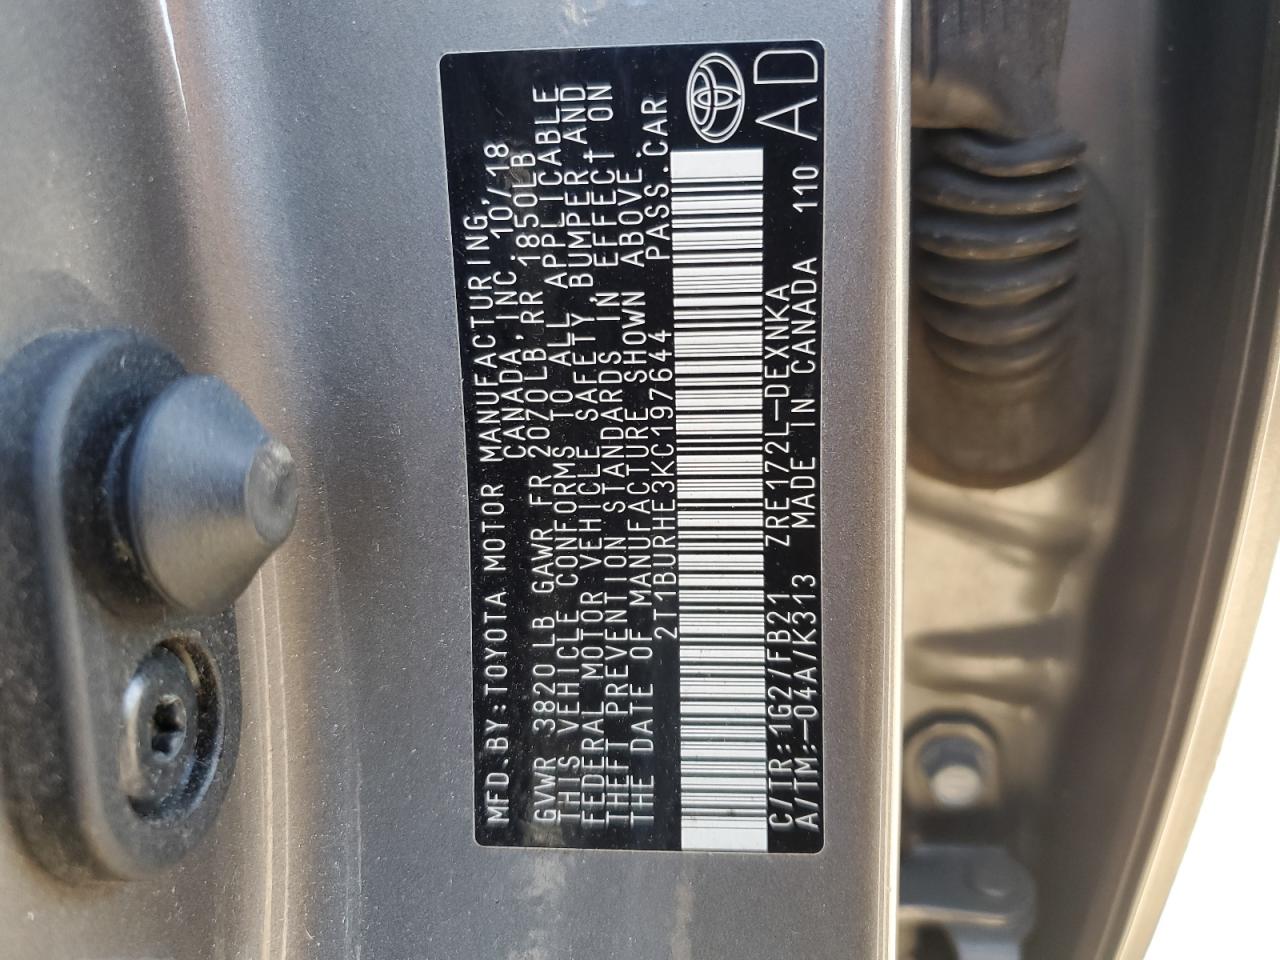 MFD.BY:TOYOTA MOTOR MANUFACTURING,
CANADA,INC. 10/18
GVWR 3820 LB GAWR FR 2070LB RR 1850LB
THIS VEHICLE CONFORMS TO ALL APPLICABLE
FEDERAL MOTOR VEHICLE SAFETY,BUMPER,AND
THEFT PREVENTION STANDARDS IN EFFECT ON
THE DATE OF MANUFACTURE SHOWN ABOVE.
2T1BURHE3KC197644 PASS.CAR
C/TR:1G2/FB21 ZRE172L-DEXNKA
A/TM:-04A/K313 MADE IN CANADA 110
AD